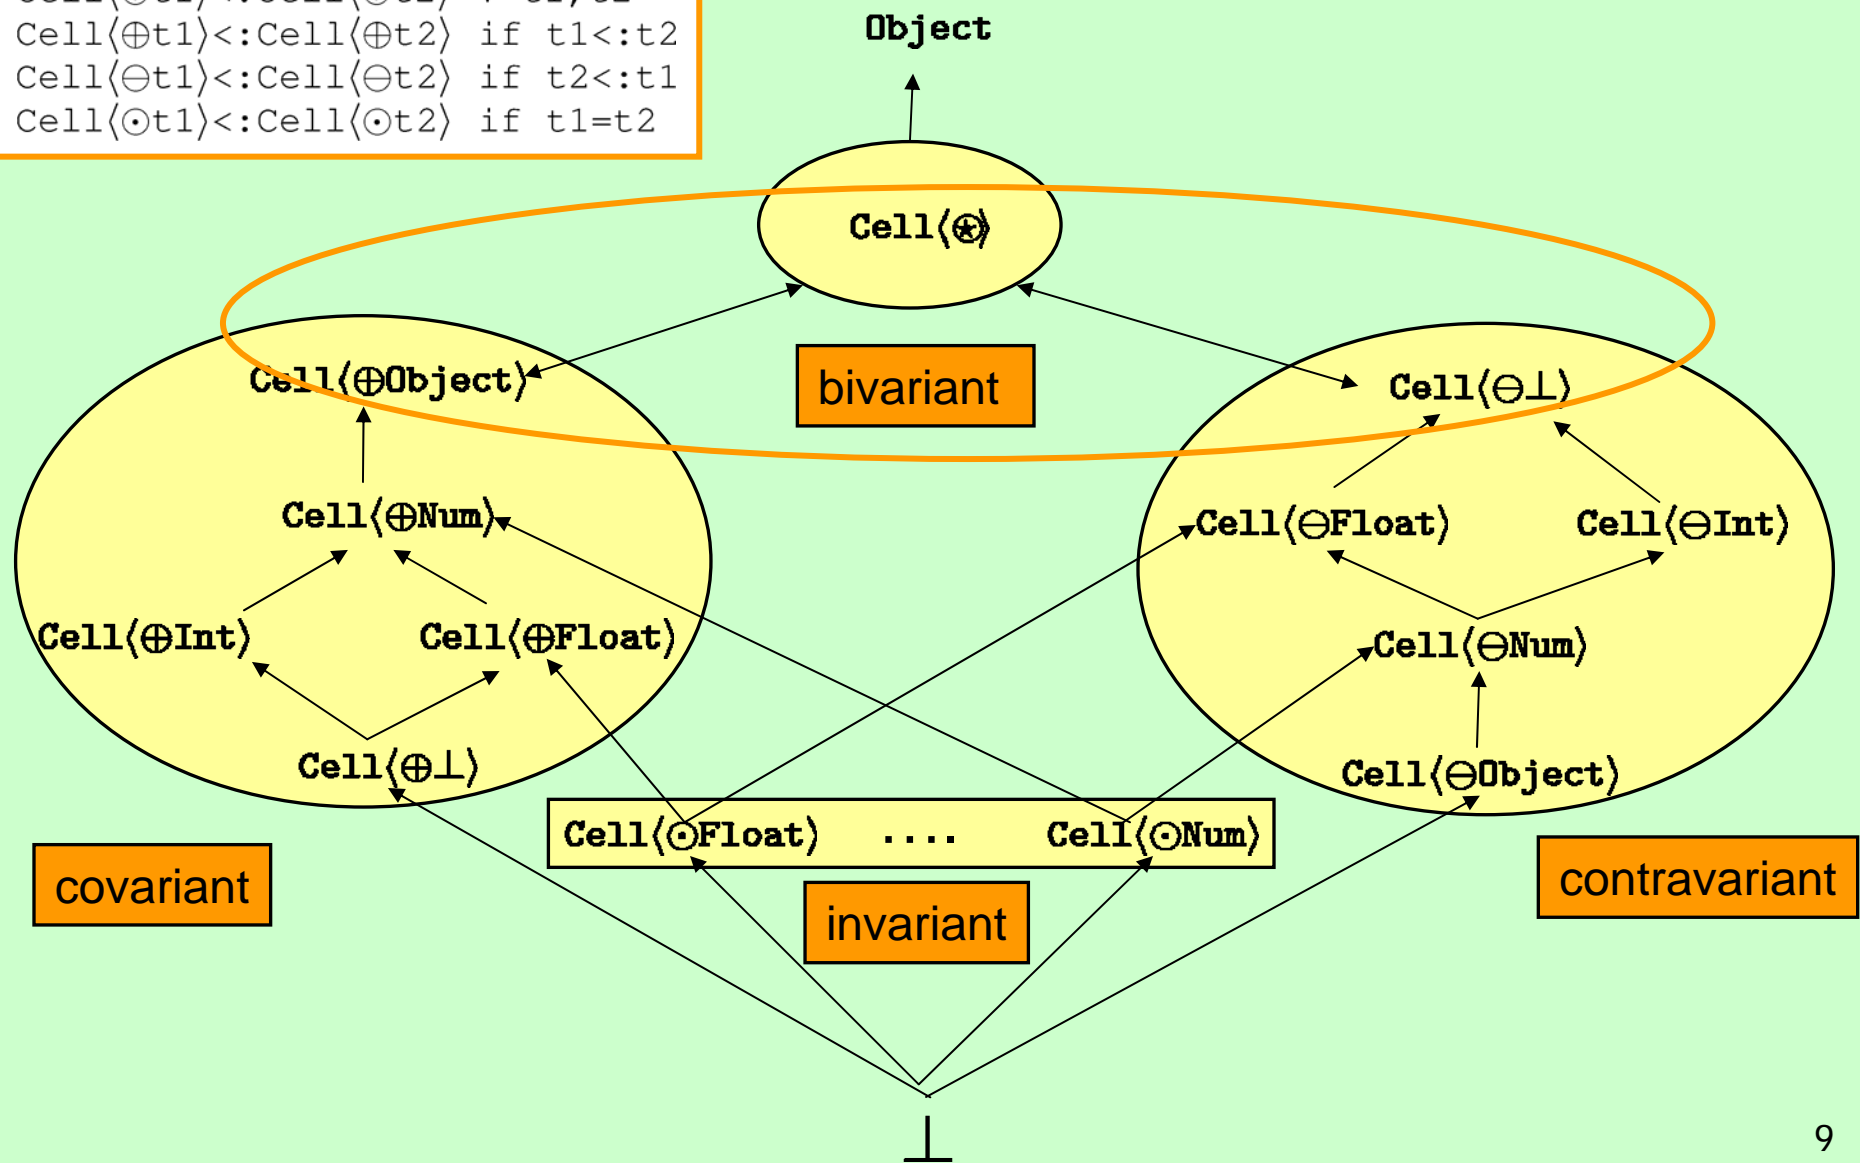 Cell⟨⊕t1⟩<:Cell⟨⊕t2⟩ if t1<:t2
Cell⟨⊖t1⟩<:Cell⟨⊖t2⟩ if t2<:t1
Cell⟨⊙t1⟩<:Cell⟨⊙t2⟩ if t1=t2
Object
Cell⟨⊛⟩
bivariant
Cell⟨⊕Object⟩
Cell⟨⊖⊥⟩
Cell⟨⊕Num⟩
Cell⟨⊖Float⟩ Cell⟨⊖Int⟩
Cell⟨⊕Int⟩ Cell⟨⊕Float⟩
Cell⟨⊖Num⟩
Cell⟨⊕⊥⟩
Cell⟨⊖Object⟩
Cell⟨⊙Float⟩ .... Cell⟨⊙Num⟩
covariant
invariant
contravariant
⊥
9